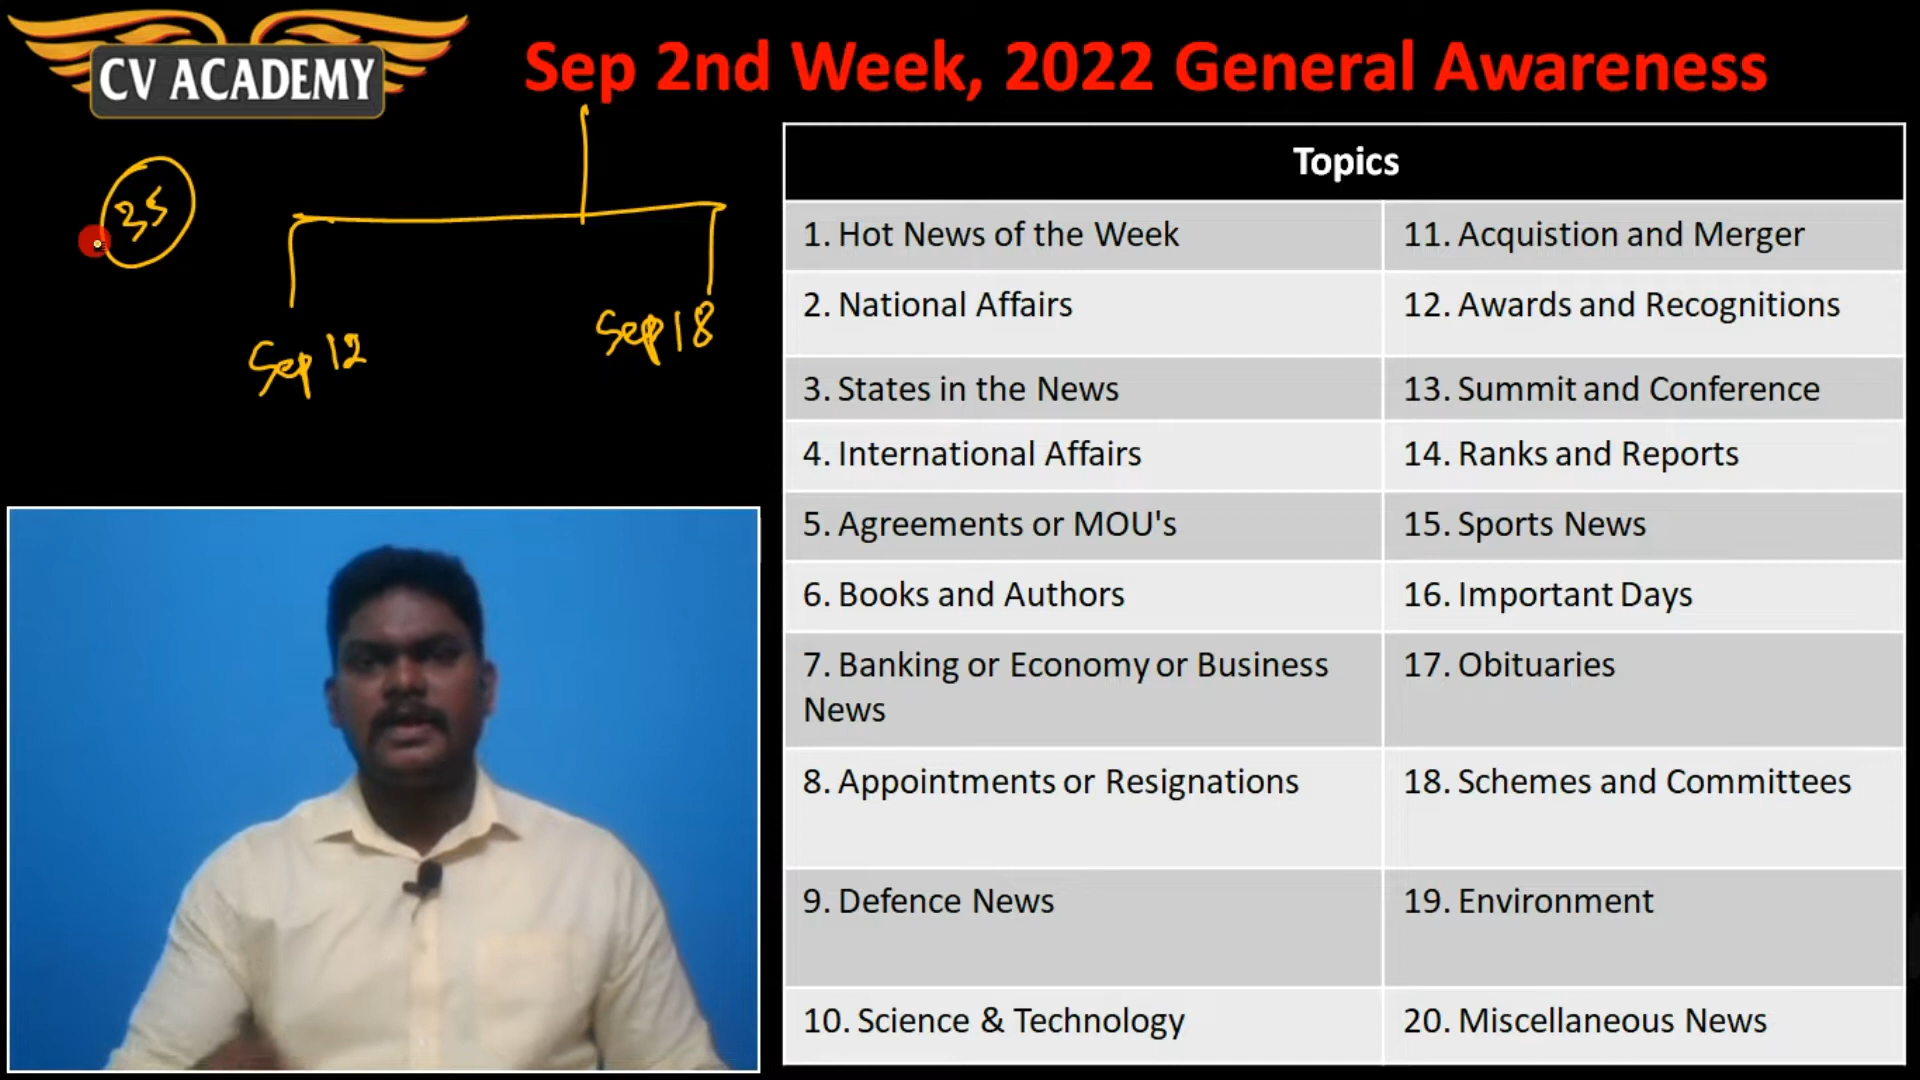 CV ACADEMY
Sep 2nd Week, 2022 General Awareness
35
Sep 12
Sep 18
Topics
1. Hot News of the Week
11. Acquistion and Merger
2. National Affairs
12. Awards and Recognitions
3. States in the News
13. Summit and Conference
4. International Affairs
14. Ranks and Reports
5. Agreements or MOU's
15. Sports News
6. Books and Authors
16. Important Days
7. Banking or Economy or Business
News
17. Obituaries
8. Appointments or Resignations
18. Schemes and Committees
9. Defence News
19. Environment
10. Science & Technology
20. Miscellaneous News